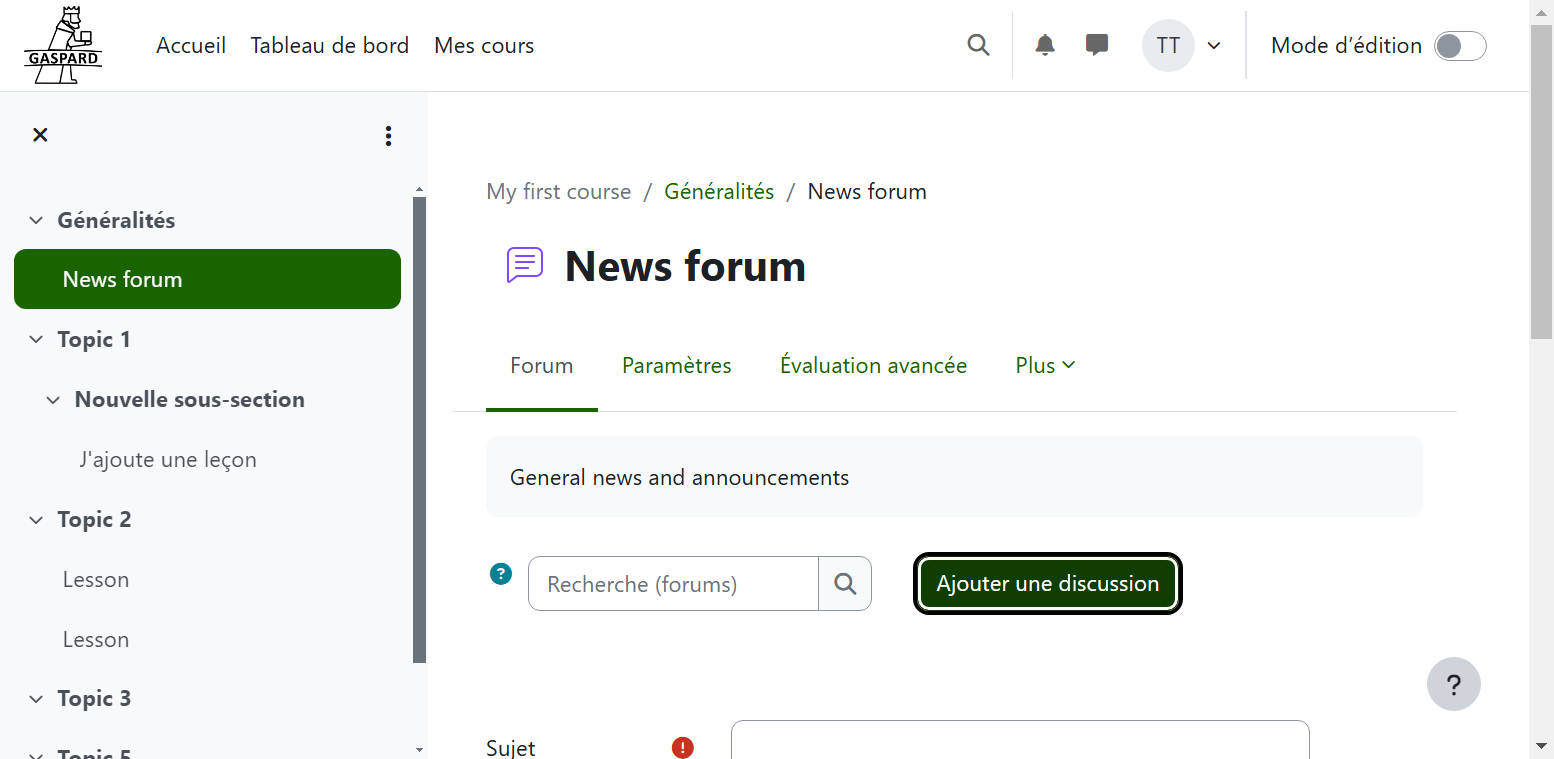 GASPARD
Accueil Tableau de bord Mes cours
TT
Mode d'édition
Généralités
News forum
Topic 1
Nouvelle sous-section
J'ajoute une leçon
Topic 2
Lesson
Lesson
Topic 3
Topic 5
My first course / Généralités / News forum
News forum
Forum Paramètres Évaluation avancée Plus
General news and announcements
? Recherche (forums) Ajouter une discussion
?
Sujet